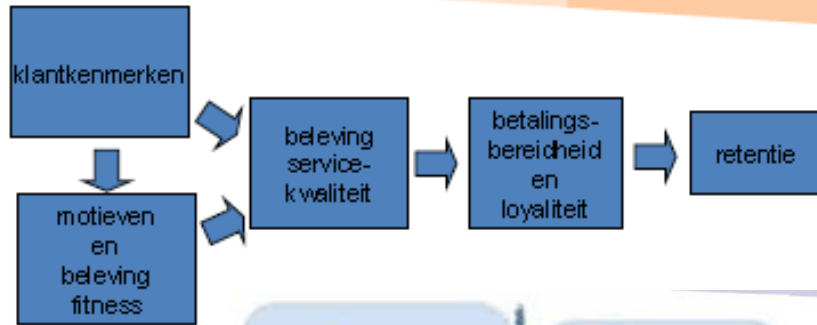 klantkenmerken
motieven
en
beleving
fitness
beleving
service-
kwaliteit
betalings-
bereidheid
en
loyaliteit
retentie